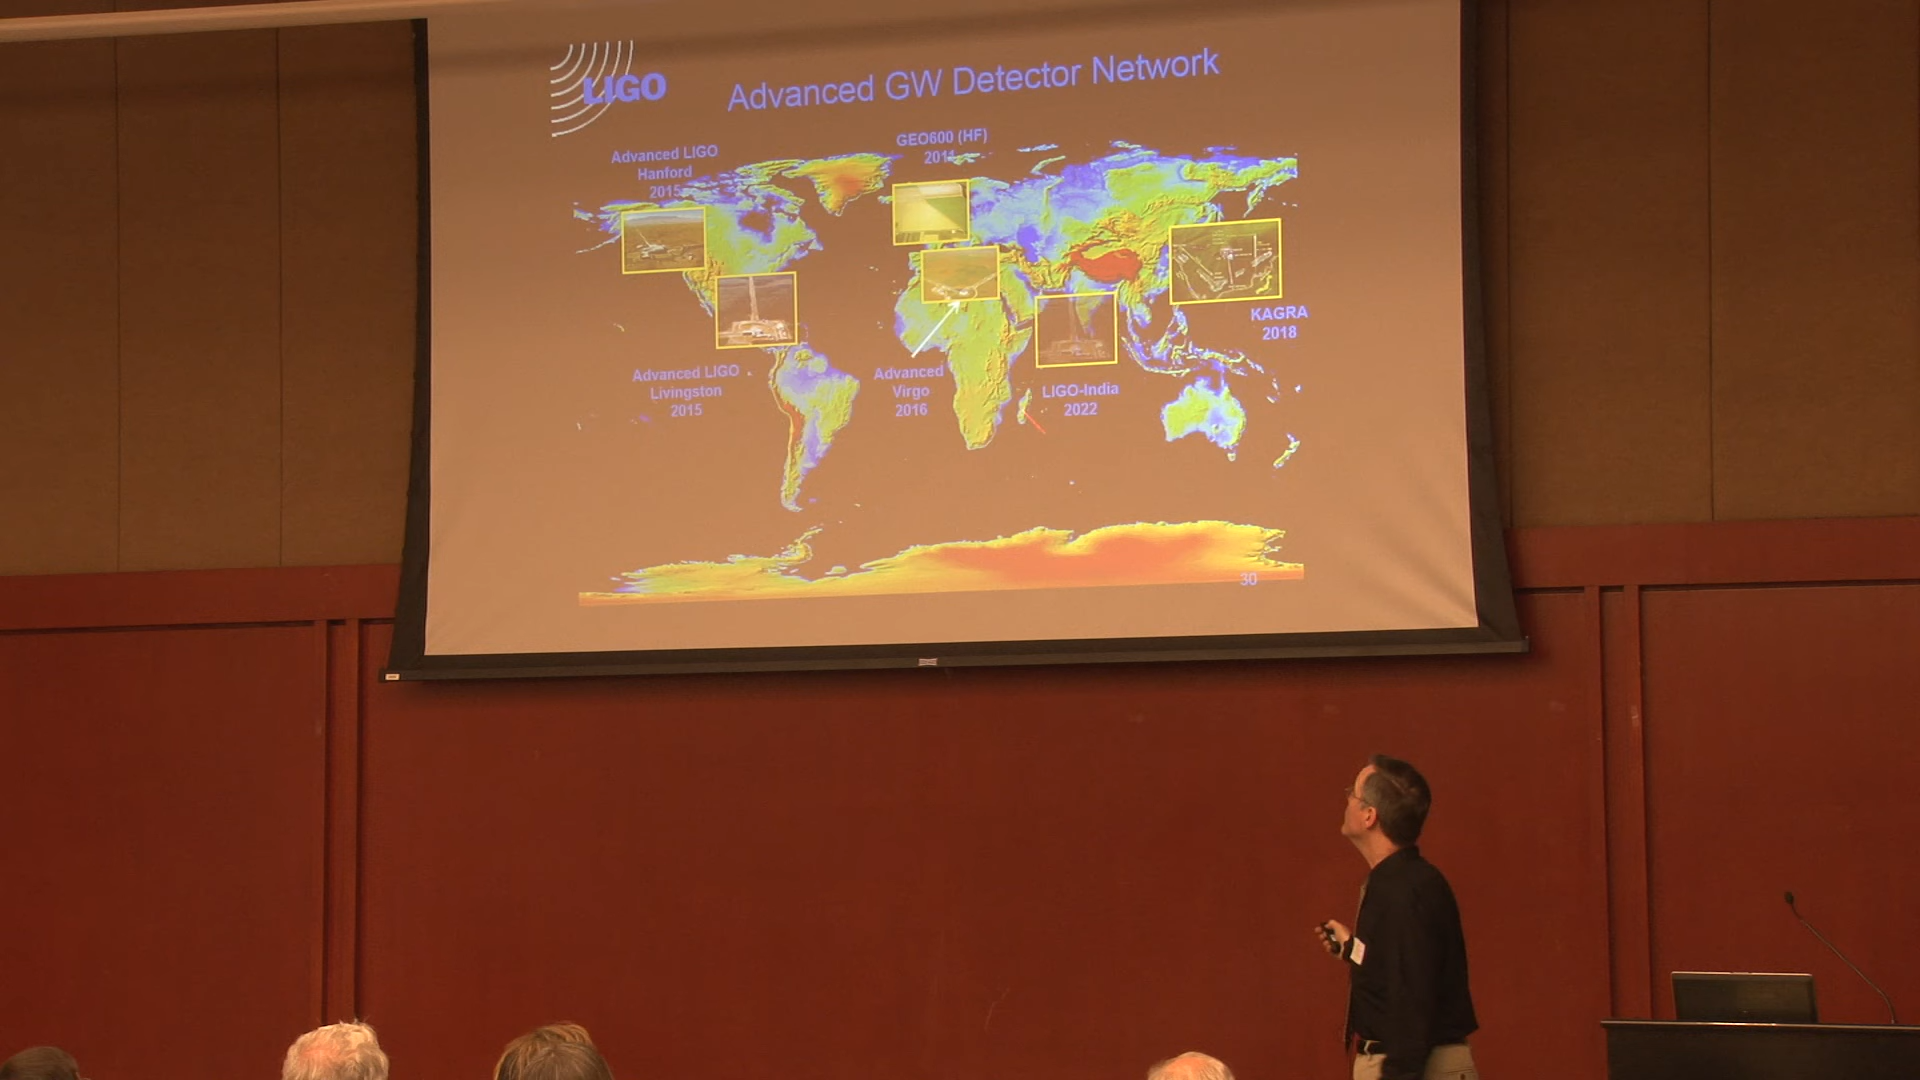 LIGO
Advanced GW Detector Network
Advanced LIGO
Hanford
2015
GEO600 (HF)
2011
KAGRA
2018
Advanced LIGO
Livingston
2015
Advanced
Virgo
2016
LIGO-India
2022
30